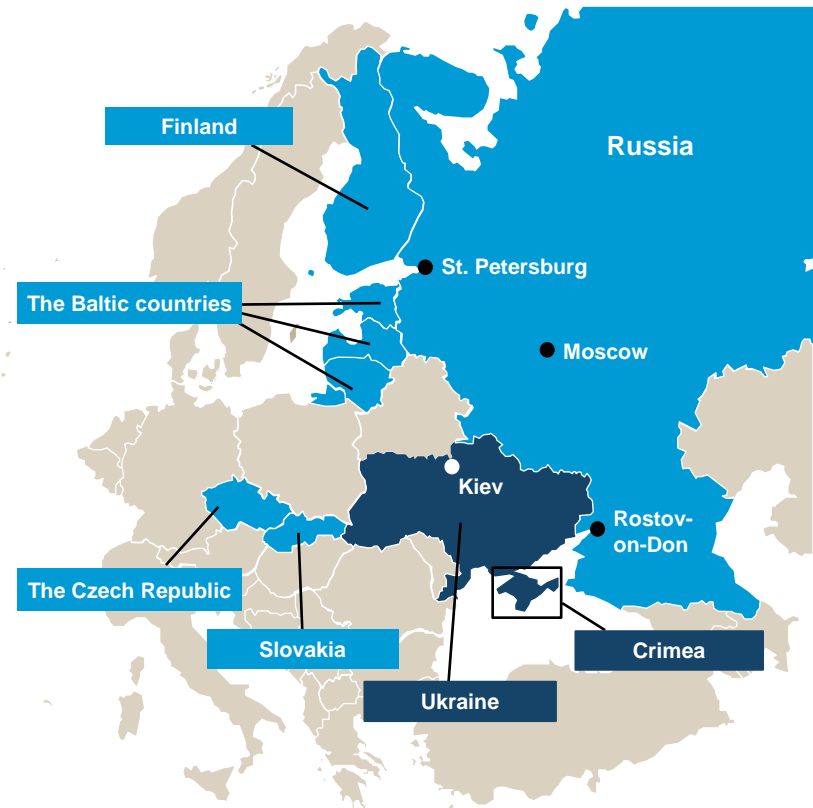 Finland
Russia
St. Petersburg
The Baltic countries
Moscow
Kiev
Rostov-
on-Don
The Czech Republic
Slovakia
Crimea
Ukraine